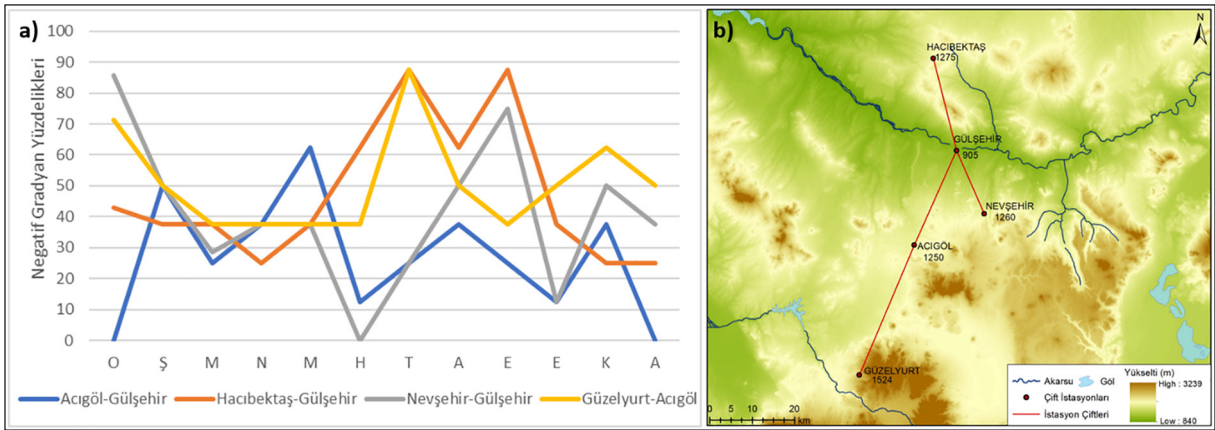 a)
Negatif Gradyan Yüzdelikleri
100
90
80
70
60
50
40
30
20
10
0
O Ş M N M H T A E E K A
Acıgöl-Gülşehir Hacıbektaş-Gülşehir Nevşehir-Gülşehir Güzelyurt-Acıgöl
b)
N
HACIBEKTAŞ
1275
GÜLŞEHİR
905
NEVŞEHİR
1260
ACIGÖL
1250
GÜZELYURT
1524
0 5 10 20
km
Akarsu Göl
Çift İstasyonları
İstasyon Çiftleri
Yükselti (m)
High : 3239
Low : 840